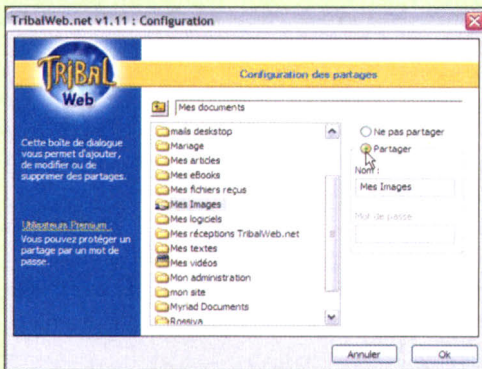 TribalWeb.net v1.11 : Configuration
TRIBAL
Web
Configuration des partages
Mes documents
Cette boîte de dialogue
vous permet d'ajouter,
de modifier ou de
supprimer des partages.
Utilisateurs Premium :
Vous pouvez protéger un
partage par un mot de
passe.
mails deskstop
Mariage
Mes articles
Mes eBooks
Mes fichiers reçus
Mes Images
Mes logiciels
Mes réceptions TribalWeb.net
Mes textes
Mes vidéos
Mon administration
mon site
Myriad Documents
Rossiya
Ne pas partager
Partager
Nom :
Mes Images
Mot de passe
Annuler
Ok